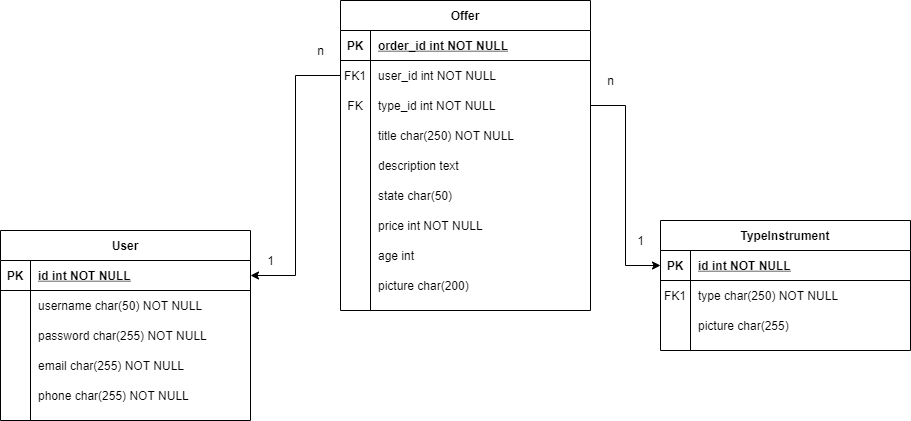 Offer
PK order_id int NOT NULL
FK1 user_id int NOT NULL
FK type_id int NOT NULL
title char(250) NOT NULL
description text
state char(50)
price int NOT NULL
age int
picture char(200)
n
1
n
1
User
PK id int NOT NULL
username char(50) NOT NULL
password char(255) NOT NULL
email char(255) NOT NULL
phone char(255) NOT NULL
TypeInstrument
PK id int NOT NULL
FK1 type char(250) NOT NULL
picture char(255)